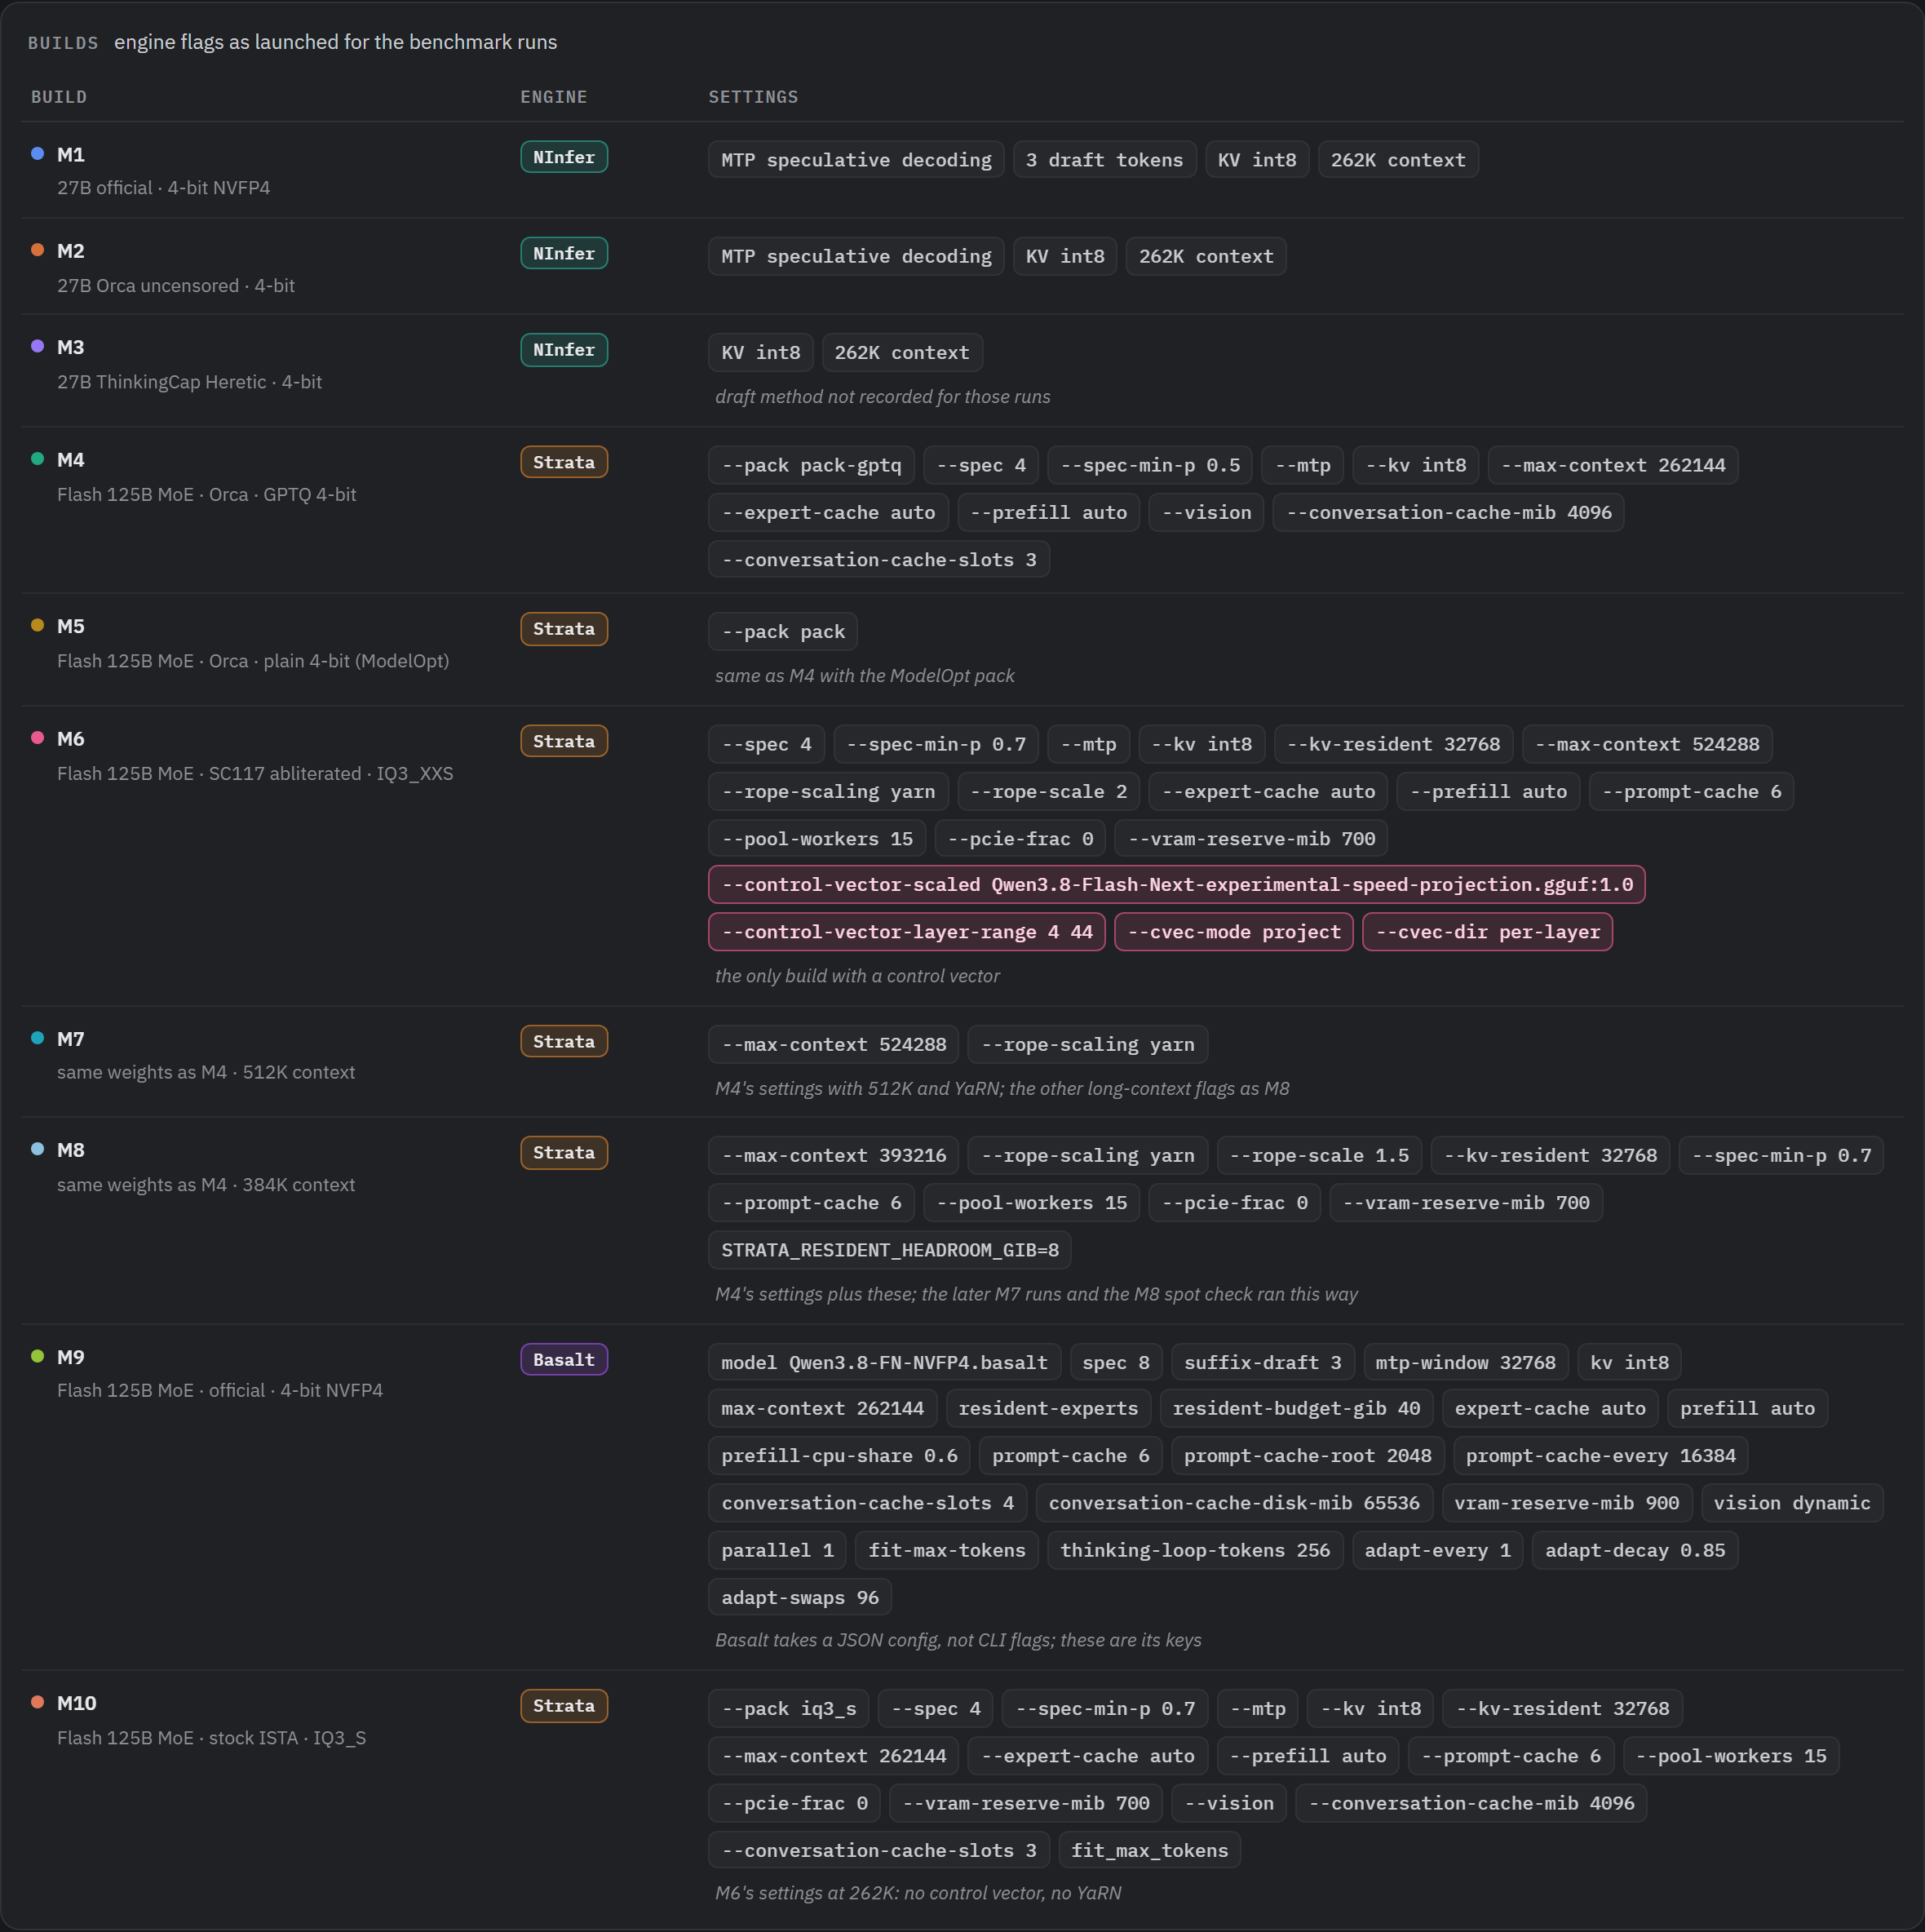 BUILDS engine flags as launched for the benchmark runs
BUILD ENGINE SETTINGS
M1 NInfer MTP speculative decoding 3 draft tokens KV int8 262K context
27B official · 4-bit NVFP4
M2 NInfer MTP speculative decoding KV int8 262K context
27B Orca uncensored · 4-bit
M3 NInfer KV int8 262K context
27B ThinkingCap Heretic · 4-bit
draft method not recorded for those runs
M4 Strata --pack pack-gptq --spec 4 --spec-min-p 0.5 --mtp --kv int8 --max-context 262144
Flash 125B MoE · Orca · GPTQ 4-bit
--expert-cache auto --prefill auto --vision --conversation-cache-mib 4096
--conversation-cache-slots 3
M5 Strata --pack pack
Flash 125B MoE · Orca · plain 4-bit (ModelOpt)
same as M4 with the ModelOpt pack
M6 Strata --spec 4 --spec-min-p 0.7 --mtp --kv int8 --kv-resident 32768 --max-context 524288
Flash 125B MoE · SC117 abliterated · IQ3_XXS
--rope-scaling yarn --rope-scale 2 --expert-cache auto --prefill auto --prompt-cache 6
--pool-workers 15 --pcie-frac 0 --vram-reserve-mib 700
--control-vector-scaled Qwen3.8-Flash-Next-experimental-speed-projection.gguf:1.0
--control-vector-layer-range 4 44 --cvec-mode project --cvec-dir per-layer
the only build with a control vector
M7 Strata --max-context 524288 --rope-scaling yarn
same weights as M4 · 512K context
M4's settings with 512K and YaRN; the other long-context flags as M8
M8 Strata --max-context 393216 --rope-scaling yarn --rope-scale 1.5 --kv-resident 32768 --spec-min-p 0.7
same weights as M4 · 384K context
--prompt-cache 6 --pool-workers 15 --pcie-frac 0 --vram-reserve-mib 700
STRATA_RESIDENT_HEADROOM_GIB=8
M4's settings plus these; the later M7 runs and the M8 spot check ran this way
M9 Basalt model Qwen3.8-FN-NVFP4.basalt spec 8 suffix-draft 3 mtp-window 32768 kv int8
Flash 125B MoE · official · 4-bit NVFP4
max-context 262144 resident-experts resident-budget-gib 40 expert-cache auto prefill auto
prefill-cpu-share 0.6 prompt-cache 6 prompt-cache-root 2048 prompt-cache-every 16384
conversation-cache-slots 4 conversation-cache-disk-mib 65536 vram-reserve-mib 900 vision dynamic
parallel 1 fit-max-tokens thinking-loop-tokens 256 adapt-every 1 adapt-decay 0.85
adapt-swaps 96
Basalt takes a JSON config, not CLI flags; these are its keys
M10 Strata --pack iq3_s --spec 4 --spec-min-p 0.7 --mtp --kv int8 --kv-resident 32768
Flash 125B MoE · stock ISTA · IQ3_S
--max-context 262144 --expert-cache auto --prefill auto --prompt-cache 6 --pool-workers 15
--pcie-frac 0 --vram-reserve-mib 700 --vision --conversation-cache-mib 4096
--conversation-cache-slots 3 fit_max_tokens
M6's settings at 262K: no control vector, no YaRN